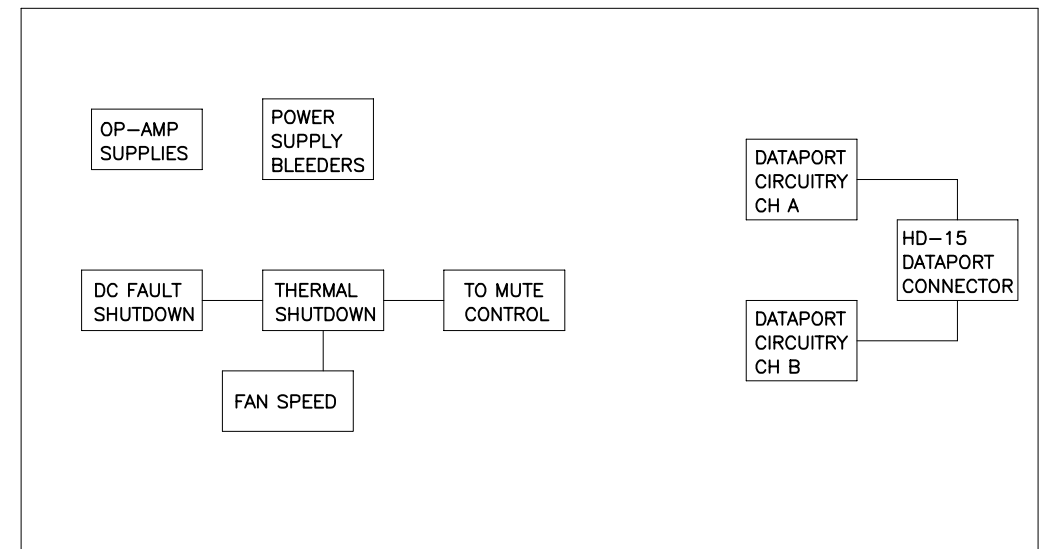 OP-AMP
SUPPLIES
POWER
SUPPLY
BLEEDERS
DATAPORT
CIRCUITRY
CH A
HD-15
DATAPORT
CONNECTOR
DC FAULT
SHUTDOWN
THERMAL
SHUTDOWN
TO MUTE
CONTROL
DATAPORT
CIRCUITRY
CH B
FAN SPEED